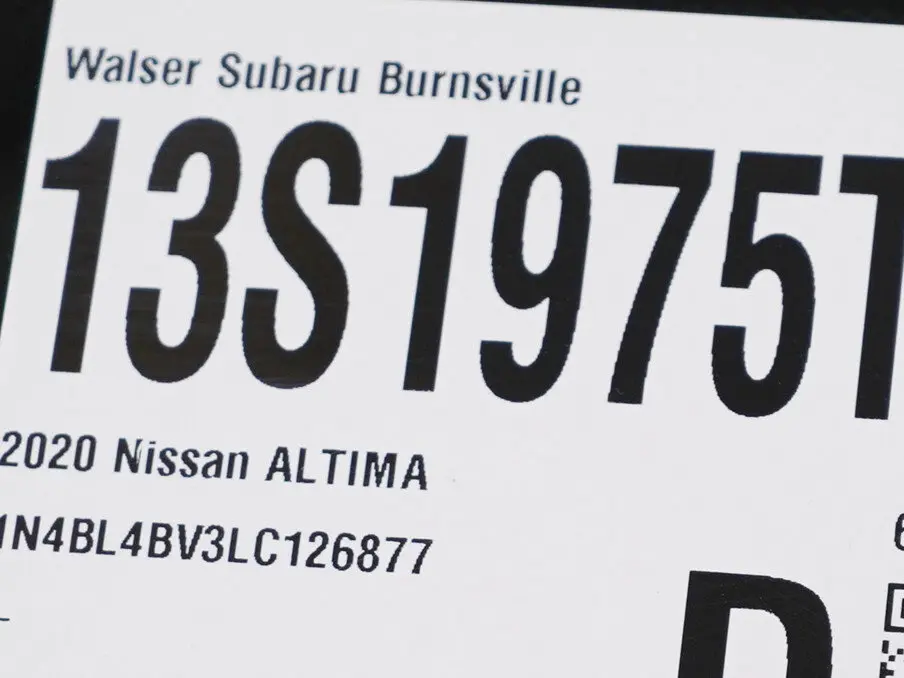 Walser Subaru Burnsville
13S1975T
2020 Nissan ALTIMA
1N4BL4BV3LC126877
D